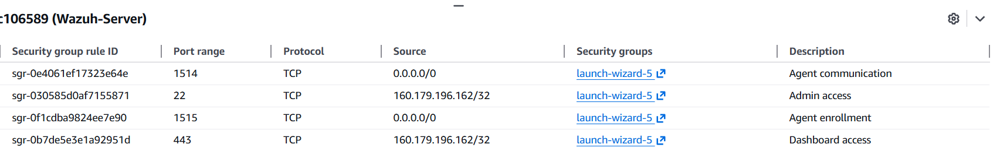 c106589 (Wazuh-Server)
Security group rule ID Port range Protocol Source Security groups Description
sgr-0e4061ef17323e64e 1514 TCP 0.0.0.0/0 launch-wizard-5 Agent communication
sgr-030585d0af7155871 22 TCP 160.179.196.162/32 launch-wizard-5 Admin access
sgr-0f1cdba9824ee7e90 1515 TCP 0.0.0.0/0 launch-wizard-5 Agent enrollment
sgr-0b7de5e3e1a92951d 443 TCP 160.179.196.162/32 launch-wizard-5 Dashboard access